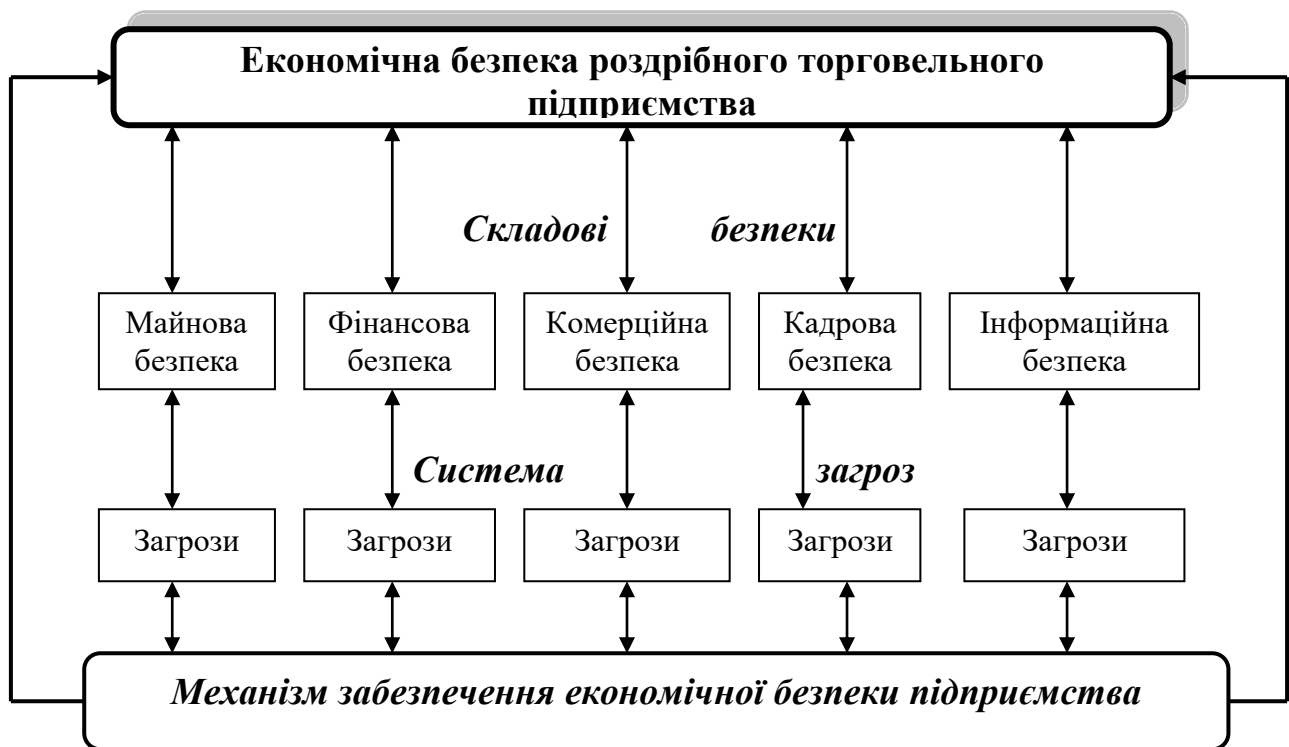 Економічна безпека роздрібного торговельного
підприємства
Складові безпеки
Майнова
безпека
Фінансова
безпека
Комерційна
безпека
Кадрова
безпека
Інформаційна
безпека
Система загроз
Загрози
Загрози
Загрози
Загрози
Загрози
Механізм забезпечення економічної безпеки підприємства